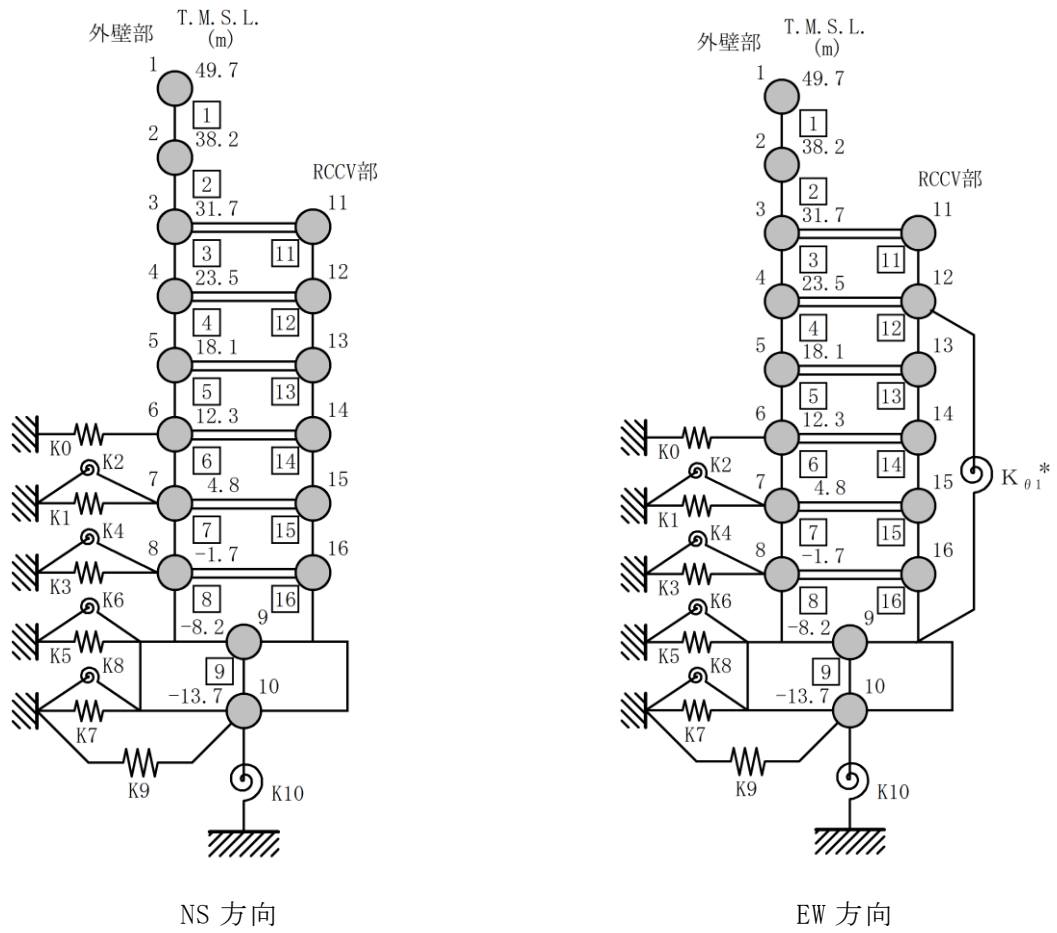 T.M.S.L.
外壁部 (m)
1 49.7
1
2 38.2
2
RCCV部
3 31.7 11
3 11
4 23.5 12
4 12
5 18.1 13
5 13
6 12.3 14
K0 6 14
K2 7 4.8 15
K1 7 15
K4 8 -1.7 16
K3 8 16
K6 -8.2 9
K5 9
K8 -13.7 10
K7
K9 K10
NS 方向
T.M.S.L.
外壁部 (m)
1 49.7
1
2 38.2
2
RCCV部
3 31.7 11
3 11
4 23.5 12
4 12
5 18.1 13
5 13
6 12.3 14
K0 6 14
K2 7 4.8 15
Kθ1*
K1 7 15
K4 8 -1.7 16
K3 8 16
K6 -8.2 9
K5 9
K8 -13.7 10
K7
K9 K10
EW 方向